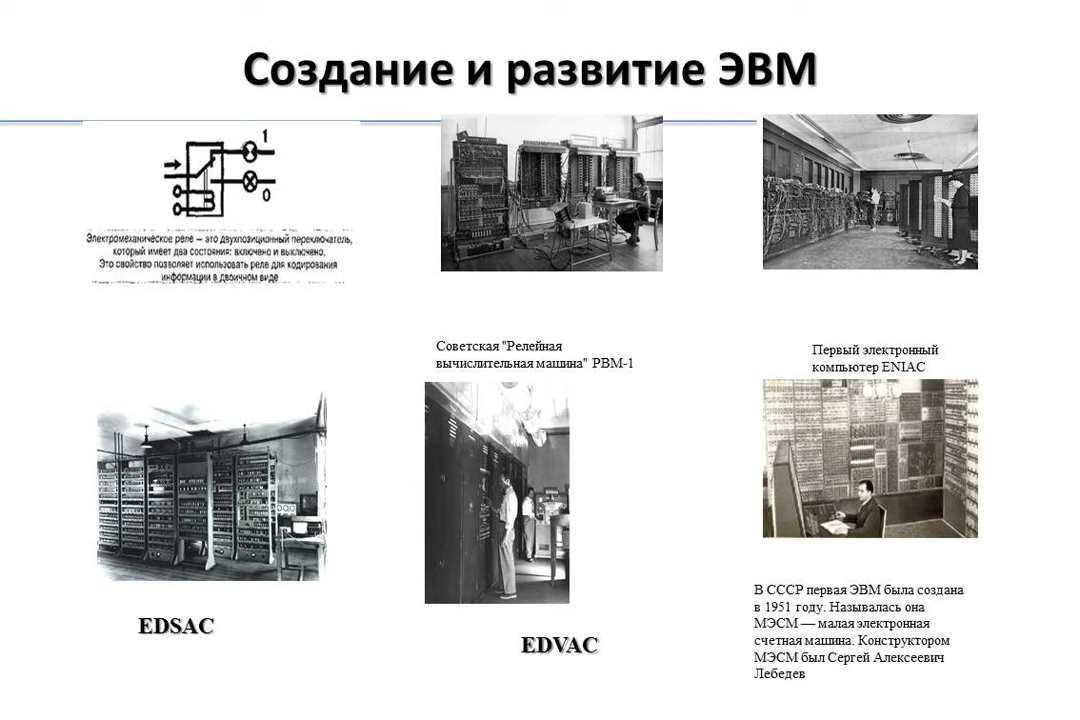 Создание и развитие ЭВМ
1
0
Электромеханическое реле – это двухпозиционный переключатель,
который имеет два состояния: включено и выключено.
Это свойство позволяет использовать реле для кодирования
информации в двоичном виде
Советская "Релейная
вычислительная машина" РВМ-1
Первый электронный
компьютер ENIAC
EDSAC
EDVAC
В СССР первая ЭВМ была создана
в 1951 году. Называлась она
МЭСМ — малая электронная
счетная машина. Конструктором
МЭСМ был Сергей Алексеевич
Лебедев